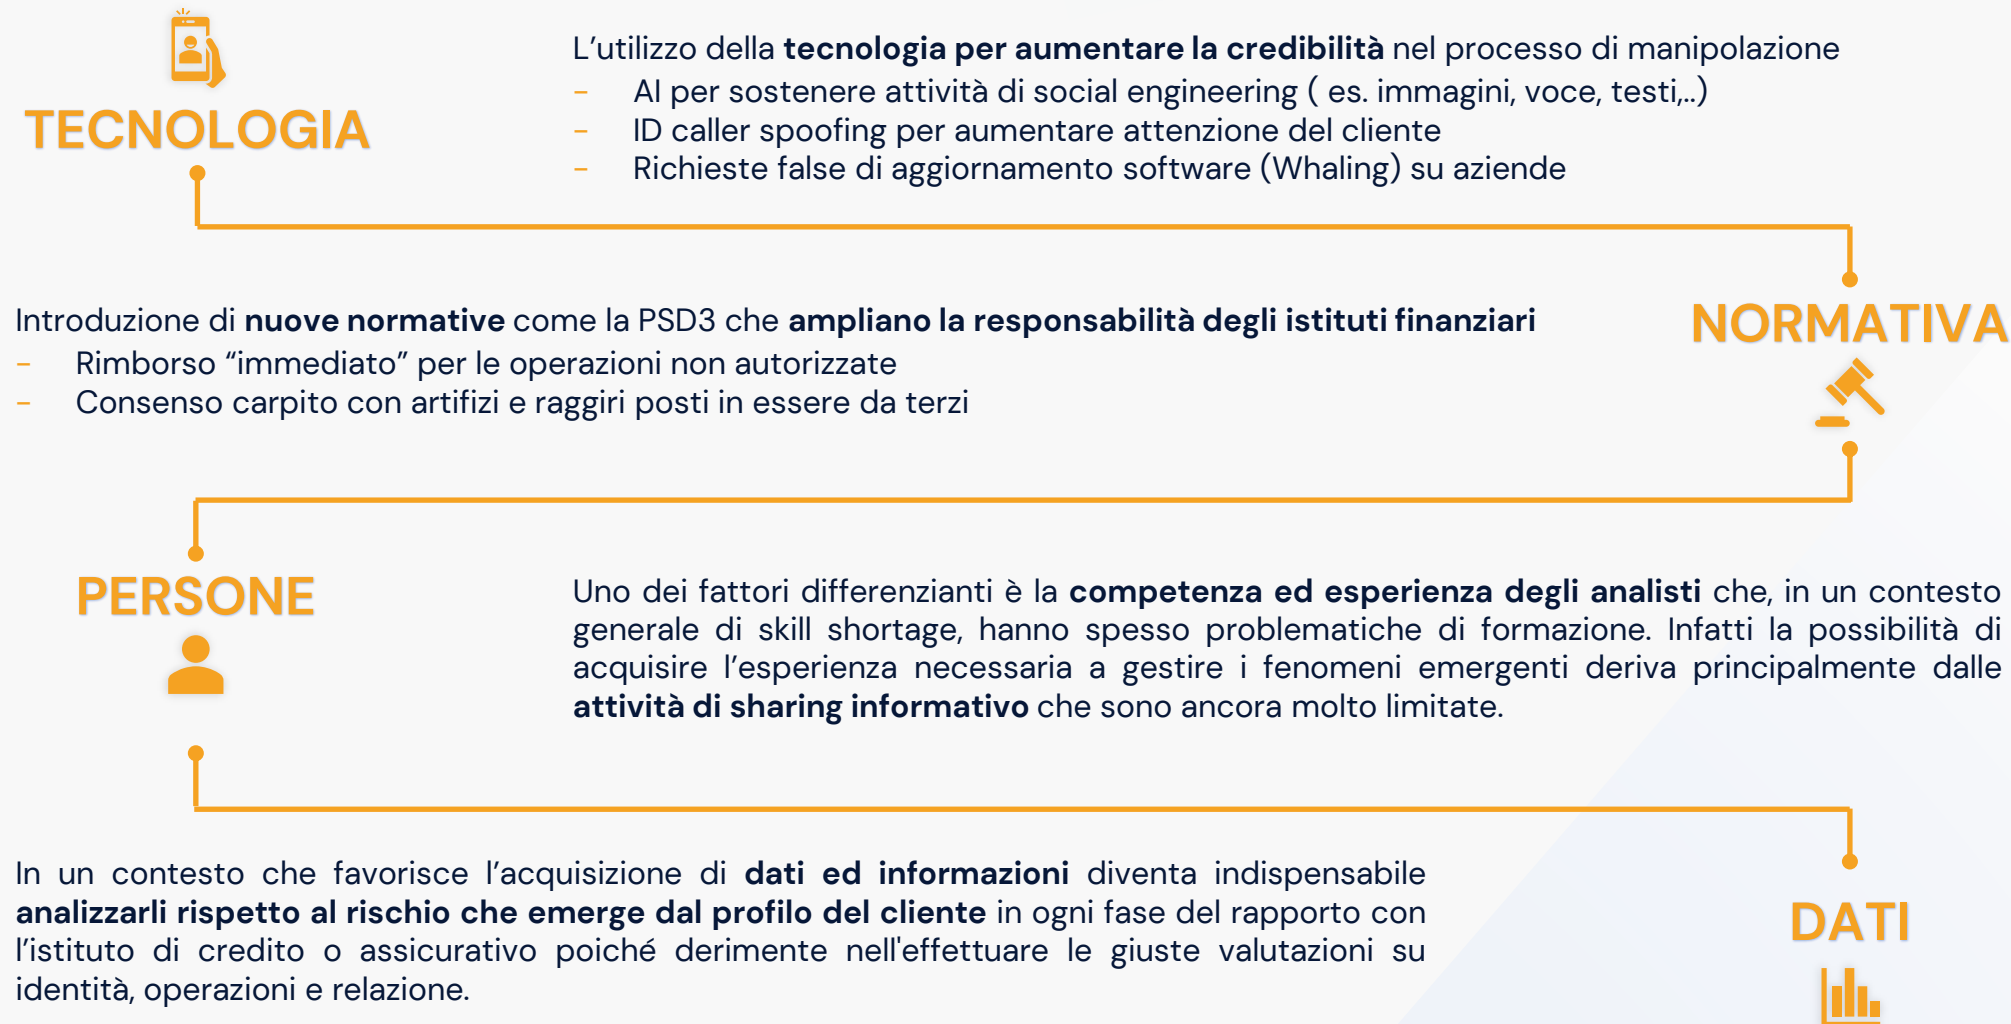 TECNOLOGIA
L’utilizzo della tecnologia per aumentare la credibilità nel processo di manipolazione
- AI per sostenere attività di social engineering ( es. immagini, voce, testi,..)
- ID caller spoofing per aumentare attenzione del cliente
- Richieste false di aggiornamento software (Whaling) su aziende
NORMATIVA
Introduzione di nuove normative come la PSD3 che ampliano la responsabilità degli istituti finanziari
- Rimborso “immediato” per le operazioni non autorizzate
- Consenso carpito con artifizi e raggiri posti in essere da terzi
PERSONE
Uno dei fattori differenzianti è la competenza ed esperienza degli analisti che, in un contesto
generale di skill shortage, hanno spesso problematiche di formazione. Infatti la possibilità di
acquisire l’esperienza necessaria a gestire i fenomeni emergenti deriva principalmente dalle
attività di sharing informativo che sono ancora molto limitate.
In un contesto che favorisce l’acquisizione di dati ed informazioni diventa indispensabile
analizzarli rispetto al rischio che emerge dal profilo del cliente in ogni fase del rapporto con
l’istituto di credito o assicurativo poiché derimente nell'effettuare le giuste valutazioni su
identità, operazioni e relazione.
DATI